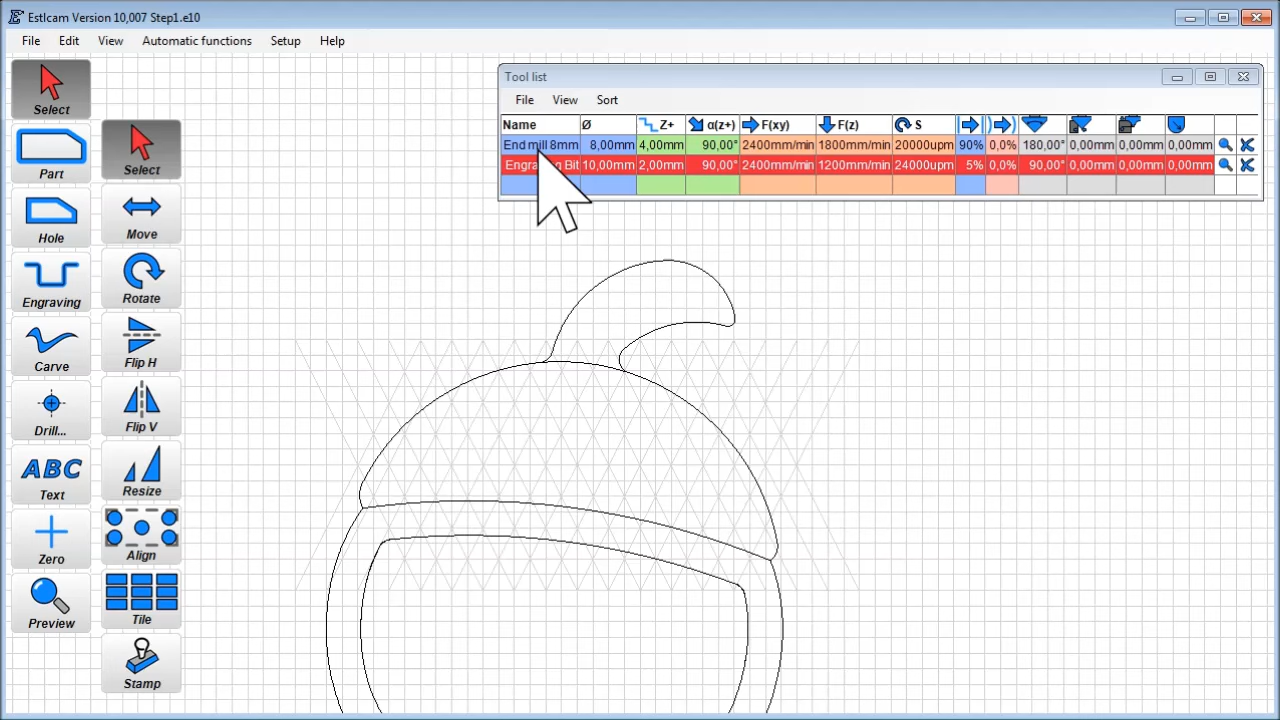 Estlcam Version 10,007 Step1.e10
File Edit View Automatic functions Setup Help
Select
Part
Hole
Engraving
Carve
Drill...
ABC
Text
Zero
Preview
Select
Move
Rotate
Flip H
Flip V
Resize
Align
Tile
Stamp
Tool list
File View Sort
Name Ø Z+ α(z+) F(xy) F(z) S
End mill 8mm 8,00mm 4,00mm 90,00° 2400mm/min 1800mm/min 20000upm 90% 0,0% 180,00° 0,00mm 0,00mm 0,00mm
Engraving Bit 10,00mm 2,00mm 90,00° 2400mm/min 1200mm/min 24000upm 5% 0,0% 90,00° 0,00mm 0,00mm 0,00mm